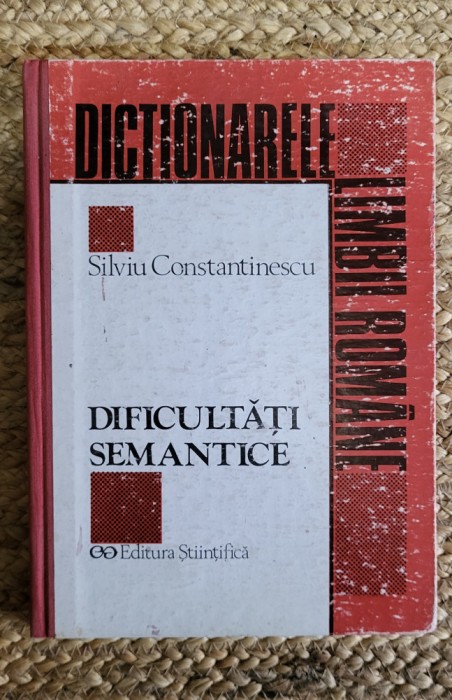 DICTIONARELE
LIMBII ROMÂNE
Silviu Constantinescu
DIFICULTĂȚI
SEMANTICE
Editura Științifică